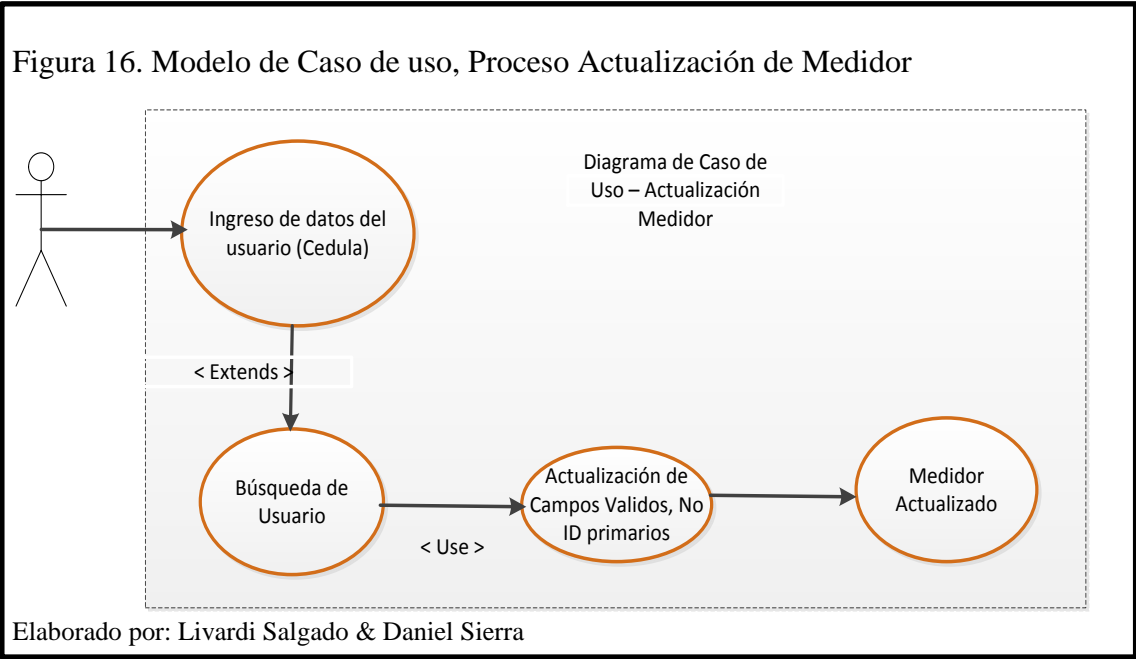 Figura 16. Modelo de Caso de uso, Proceso Actualización de Medidor
Diagrama de Caso de
Uso – Actualización
Medidor
Ingreso de datos del
usuario (Cedula)
< Extends >
Búsqueda de
Usuario
< Use >
Actualización de
Campos Validos, No
ID primarios
Medidor
Actualizado
Elaborado por: Livardi Salgado & Daniel Sierra